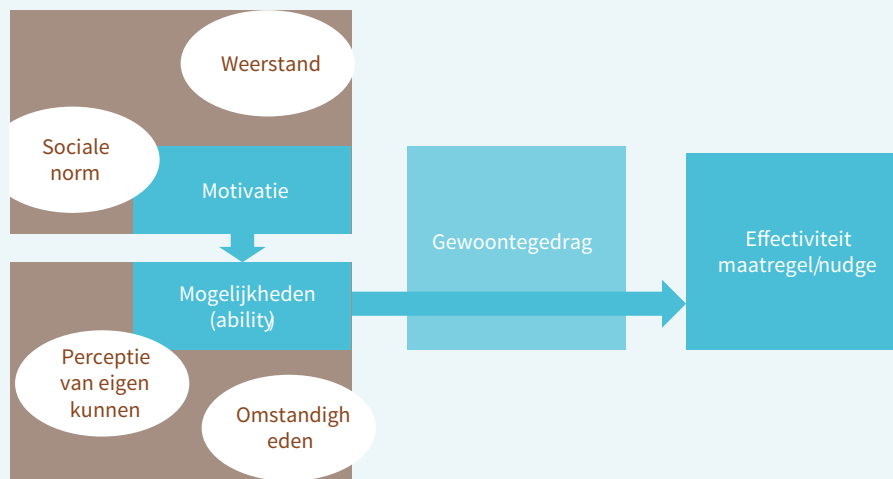 Weerstand
Sociale
norm
Motivatie
Gewoontegedrag
Effectiviteit
maatregel/nudge
Mogelijkheden
(ability)
Perceptie
van eigen
kunnen
Omstandigh
eden